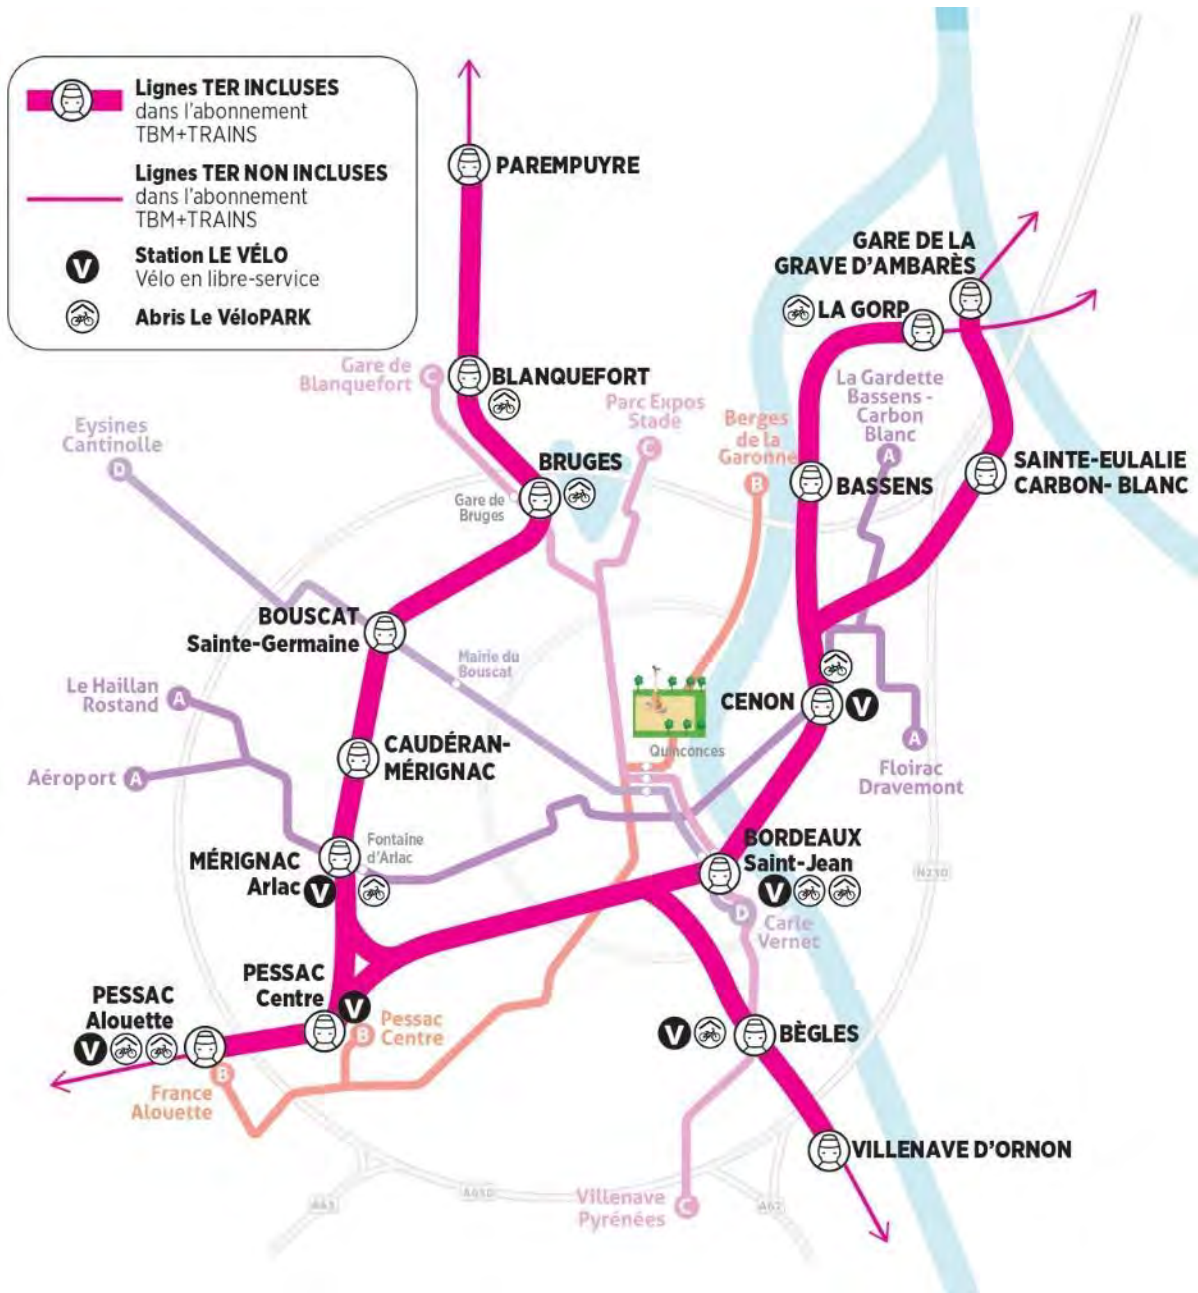 Lignes TER INCLUSES
dans l'abonnement
TBM+TRAINS
Lignes TER NON INCLUSES
dans l'abonnement
TBM+TRAINS
V
Station LE VÉLO
Vélo en libre-service
Abris Le VéloPARK
PAREMPUYRE
GARE DE LA
GRAVE D'AMBARÈS
LA GORP
Gare de
Blanquefort
C
BLANQUEFORT
Parc Expos
Stade
C
La Gardette
Bassens -
Carbon
Blanc
A
Berges
de la
Garonne
B
Eysines
Cantinolle
D
BRUGES
Gare de
Bruges
BASSENS
SAINTE-EULALIE
CARBON- BLANC
BOUSCAT
Sainte-Germaine
Mairie du
Bouscat
Le Haillan
Rostand
A
CENON
V
Quinconces
CAUDÉRAN-
MÉRIGNAC
Aéroport
A
A
Floirac
Dravemont
Fontaine
d'Arlac
MÉRIGNAC
Arlac
V
BORDEAUX
Saint-Jean
V
N230
D
Carle
Vernet
PESSAC
Centre
V
PESSAC
Alouette
V
B
Pessac
Centre
V
BÈGLES
B
France
Alouette
VILLENAVE D'ORNON
Villenave
Pyrénées
C
A63
A630
A62